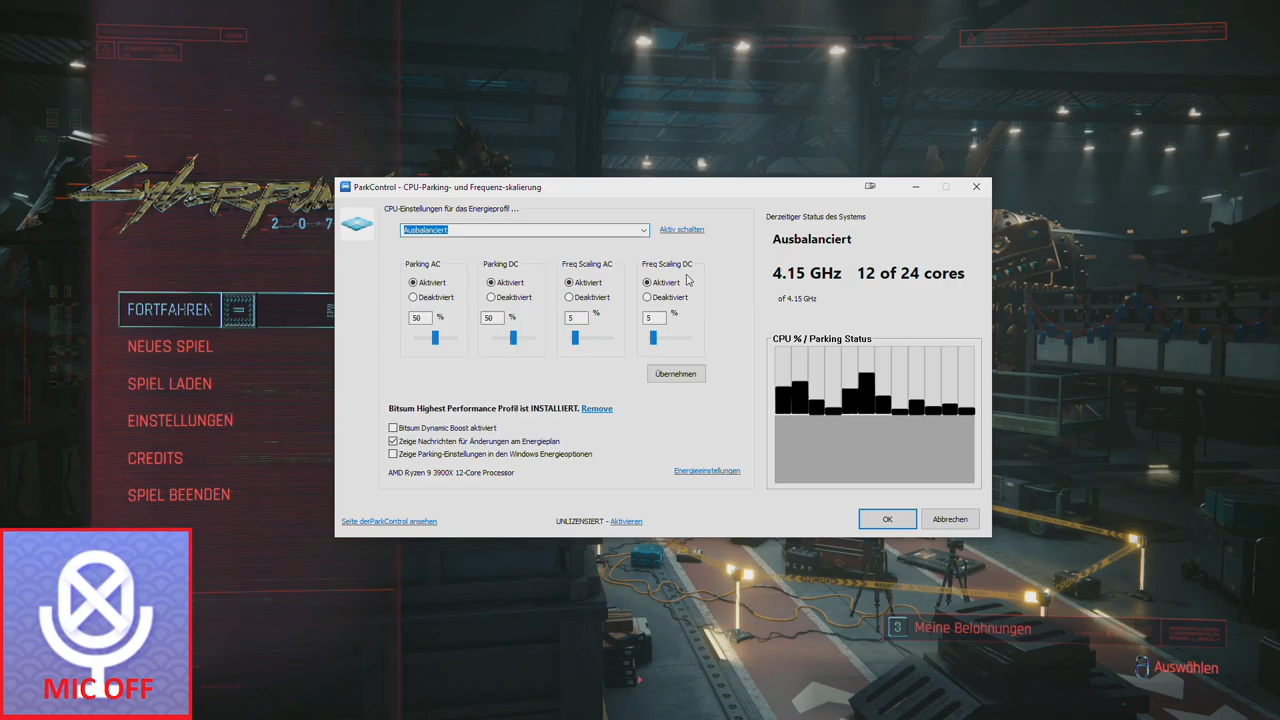 ParkControl - CPU-Parking- und Frequenz-skalierung
CPU-Einstellungen für das Energieprofil ...
Ausbalanciert
Aktiv schalten
Parking AC
Aktiviert
Deaktiviert
50 %
Parking DC
Aktiviert
Deaktiviert
50 %
Freq Scaling AC
Aktiviert
Deaktiviert
5 %
Freq Scaling DC
Aktiviert
Deaktiviert
5 %
Übernehmen
Bitsum Highest Performance Profil ist INSTALLIERT. Remove
Bitsum Dynamic Boost aktiviert
Zeige Nachrichten für Änderungen am Energieplan
Zeige Parking-Einstellungen in den Windows Energieoptionen
AMD Ryzen 9 3900X 12-Core Processor
Energieeinstellungen
Seite derParkControl ansehen
UNLIZENSIERT - Aktivieren
Derzeitiger Status des Systems
Ausbalanciert
4.15 GHz 12 of 24 cores
of 4.15 GHz
CPU % / Parking Status
OK
Abbrechen
2·0·7
FORTFAHREN
NEUES SPIEL
SPIEL LADEN
EINSTELLUNGEN
CREDITS
SPIEL BEENDEN
MIC OFF
3 Meine Belohnungen
Auswählen